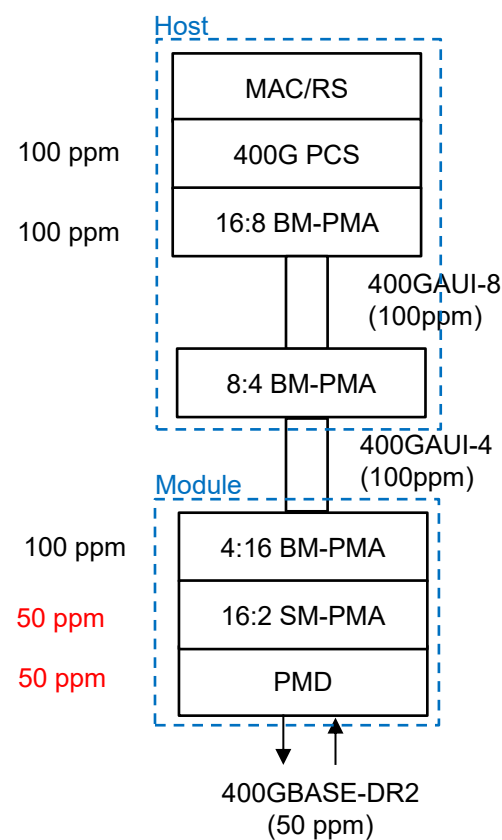 Host
MAC/RS
100 ppm
400G PCS
100 ppm
16:8 BM-PMA
400GAUI-8
(100ppm)
8:4 BM-PMA
400GAUI-4
(100ppm)
Module
100 ppm
4:16 BM-PMA
50 ppm
16:2 SM-PMA
50 ppm
PMD
400GBASE-DR2
(50 ppm)